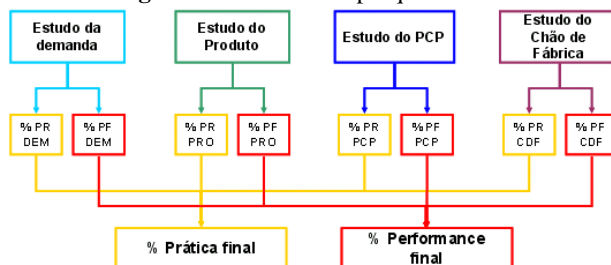 Estudo da
demanda
Estudo do
Produto
Estudo do PCP
Estudo do
Chão de
Fábrica
% PR
DEM
% PF
DEM
% PR
PRO
% PF
PRO
% PR
PCP
% PF
PCP
% PR
CDF
% PF
CDF
% Prática final
% Performance
final